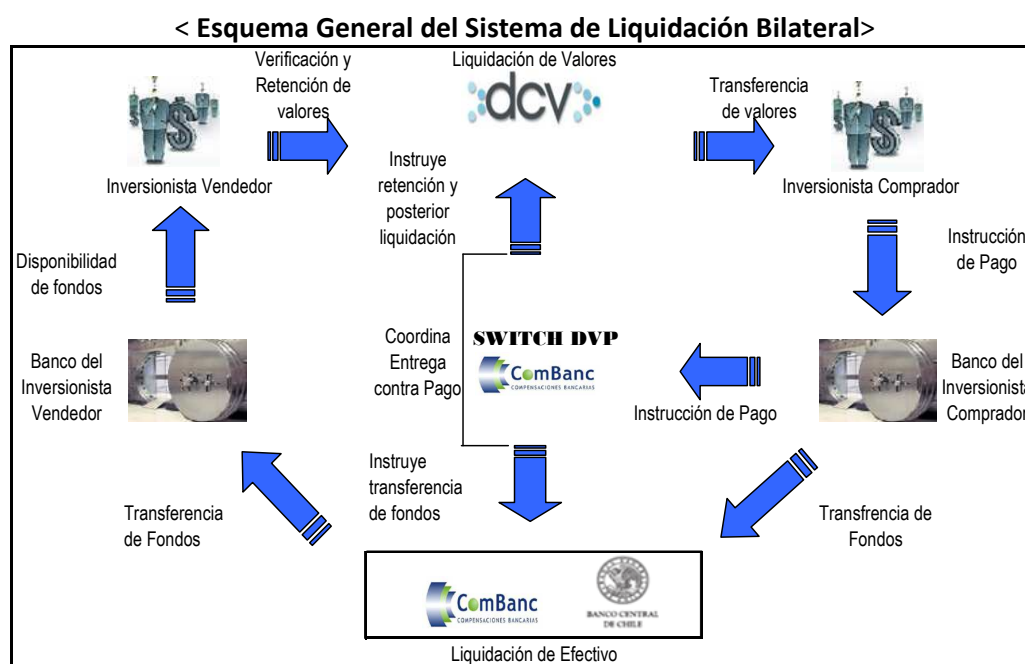 < Esquema General del Sistema de Liquidación Bilateral>
Verificación y
Retención de
valores
Liquidación de Valores
dcv
Transferencia
de valores
Inversionista Vendedor
Instruye
retención y
posterior
liquidación
Inversionista Comprador
Disponibilidad
de fondos
Instrucción
de Pago
Banco del
Inversionista
Vendedor
Coordina
Entrega
contra Pago
SWITCH DVP
ComBanc
COMPENSACIONES BANCARIAS
Instrucción de Pago
Banco del
Inversionista
Comprador
Transferencia
de Fondos
Instruye
transferencia
de fondos
Transfrencia de
Fondos
ComBanc
COMPENSACIONES BANCARIAS
BANCO CENTRAL
DE CHILE
Liquidación de Efectivo